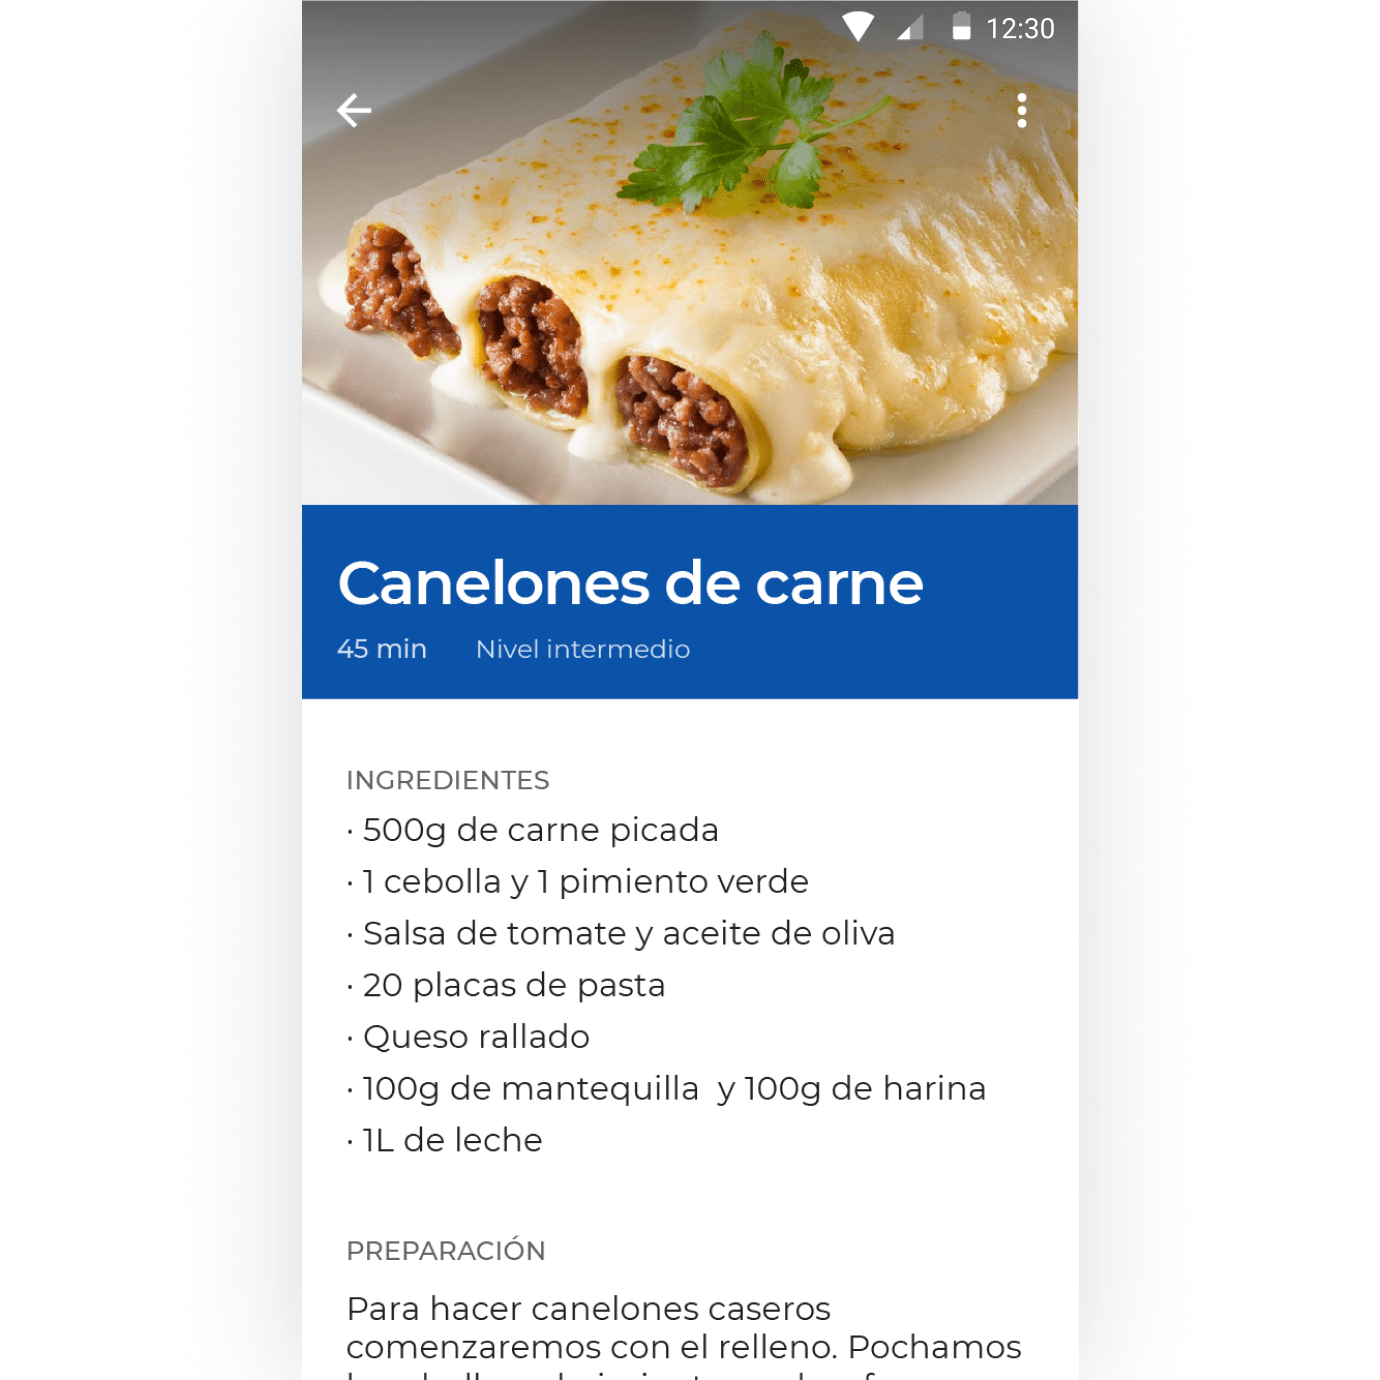 12:30
Canelones de carne
45 min Nivel intermedio
INGREDIENTES
· 500g de carne picada
· 1 cebolla y 1 pimiento verde
· Salsa de tomate y aceite de oliva
· 20 placas de pasta
· Queso rallado
· 100g de mantequilla  y 100g de harina
· 1L de leche
PREPARACIÓN
Para hacer canelones caseros
comenzaremos con el relleno. Pochamos